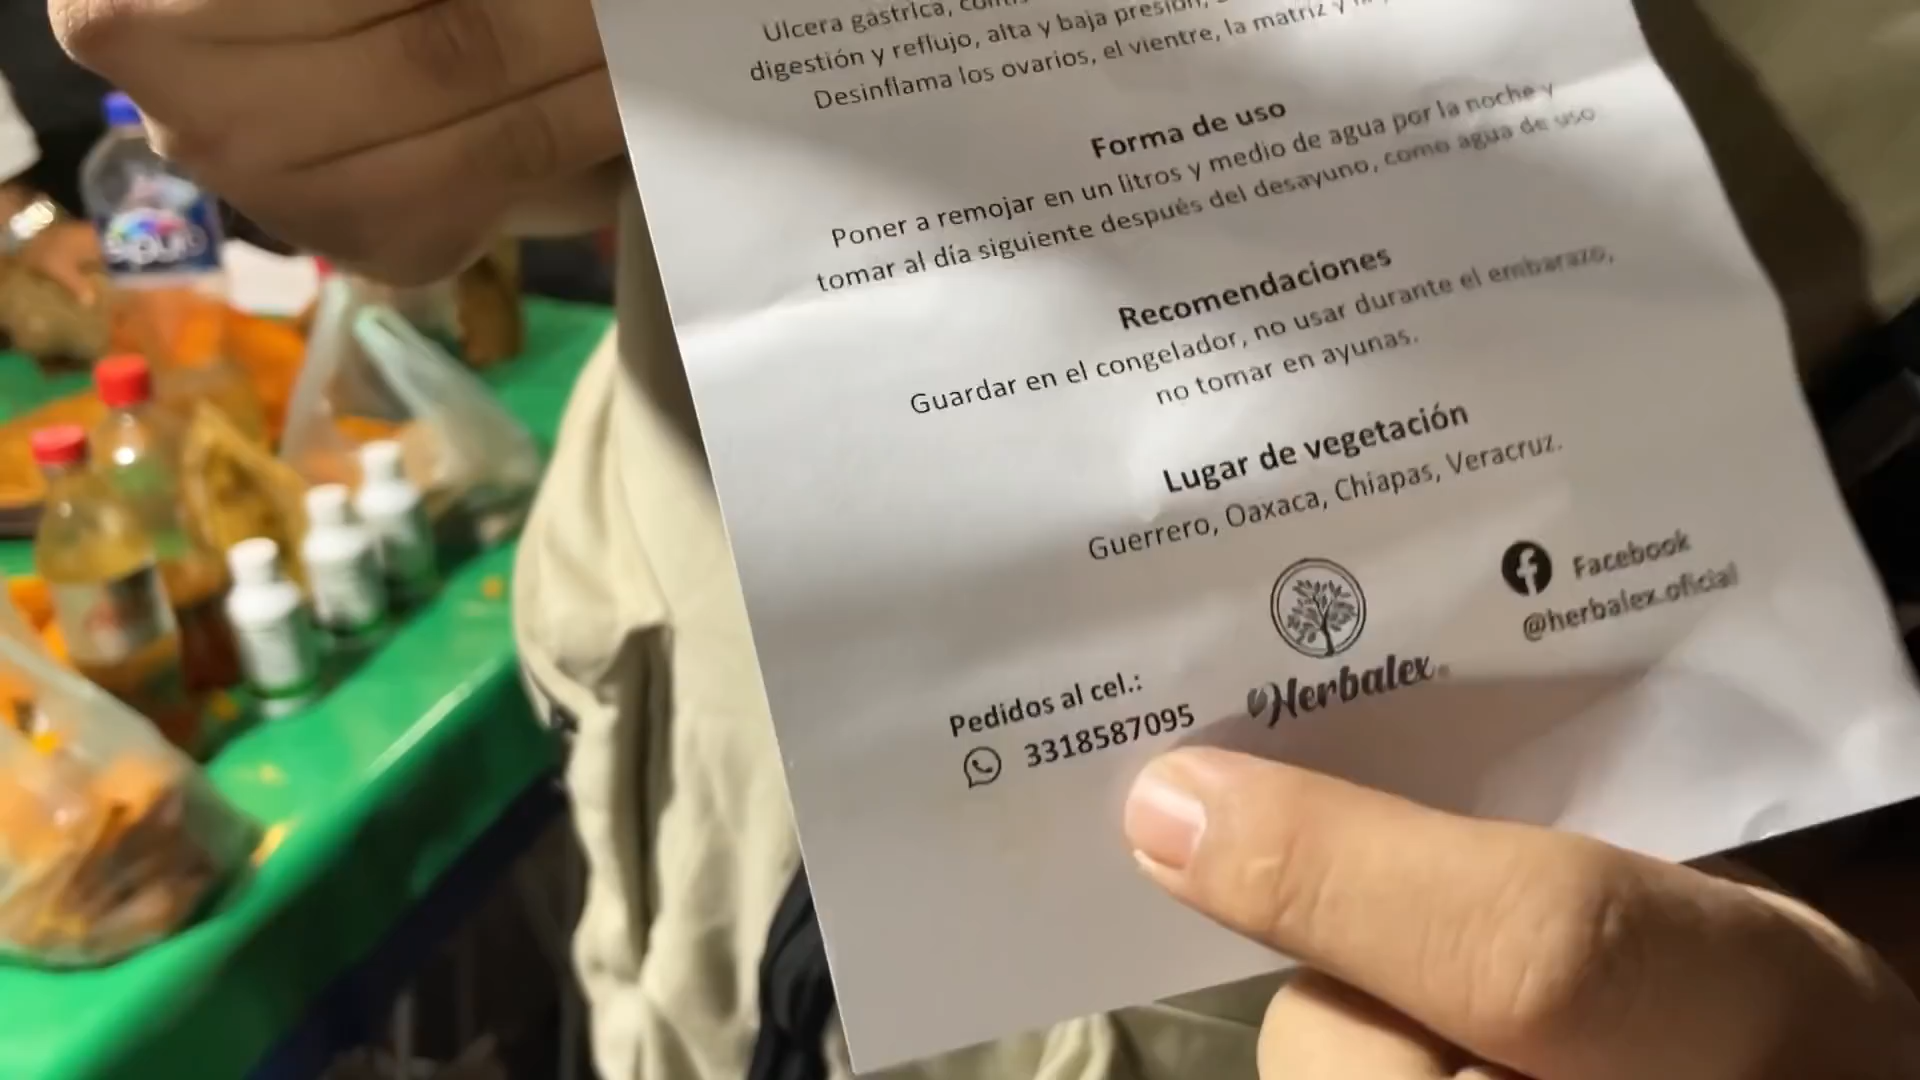 Ulcera gástrica,
digestión y reflujo, alta y baja presión,
Desinflama los ovarios, el vientre, la matriz y
Forma de uso
Poner a remojar en un litros y medio de agua por la noche y
tomar al día siguiente después del desayuno, como agua de uso
Recomendaciones
Guardar en el congelador, no usar durante el embarazo,
no tomar en ayunas.
Lugar de vegetación
Guerrero, Oaxaca, Chiapas, Veracruz.
Facebook
@herbalex.oficial
Herbalex
Pedidos al cel.:
3318587095
epura